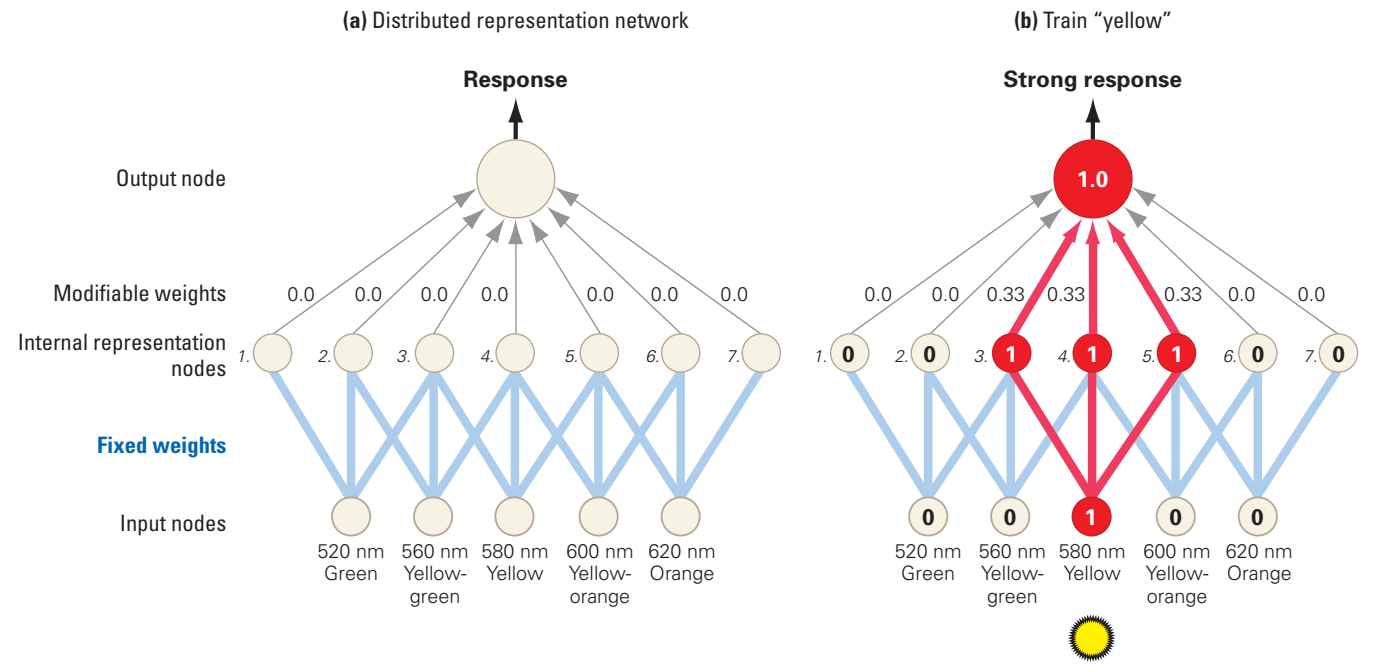 (a) Distributed representation network
Response
Output node
Modifiable weights
0.0 0.0 0.0 0.0 0.0 0.0 0.0
Internal representation
nodes
1. 2. 3. 4. 5. 6. 7.
Fixed weights
Input nodes
520 nm 560 nm 580 nm 600 nm 620 nm
Green Yellow- Yellow Yellow- Orange
green orange
(b) Train “yellow”
Strong response
1.0
0.0 0.0 0.33 0.33 0.33 0.0 0.0
1. 0 2. 0 3. 1 4. 1 5. 1 6. 0 7. 0
0 0 1 0 0
520 nm 560 nm 580 nm 600 nm 620 nm
Green Yellow- Yellow Yellow- Orange
green orange